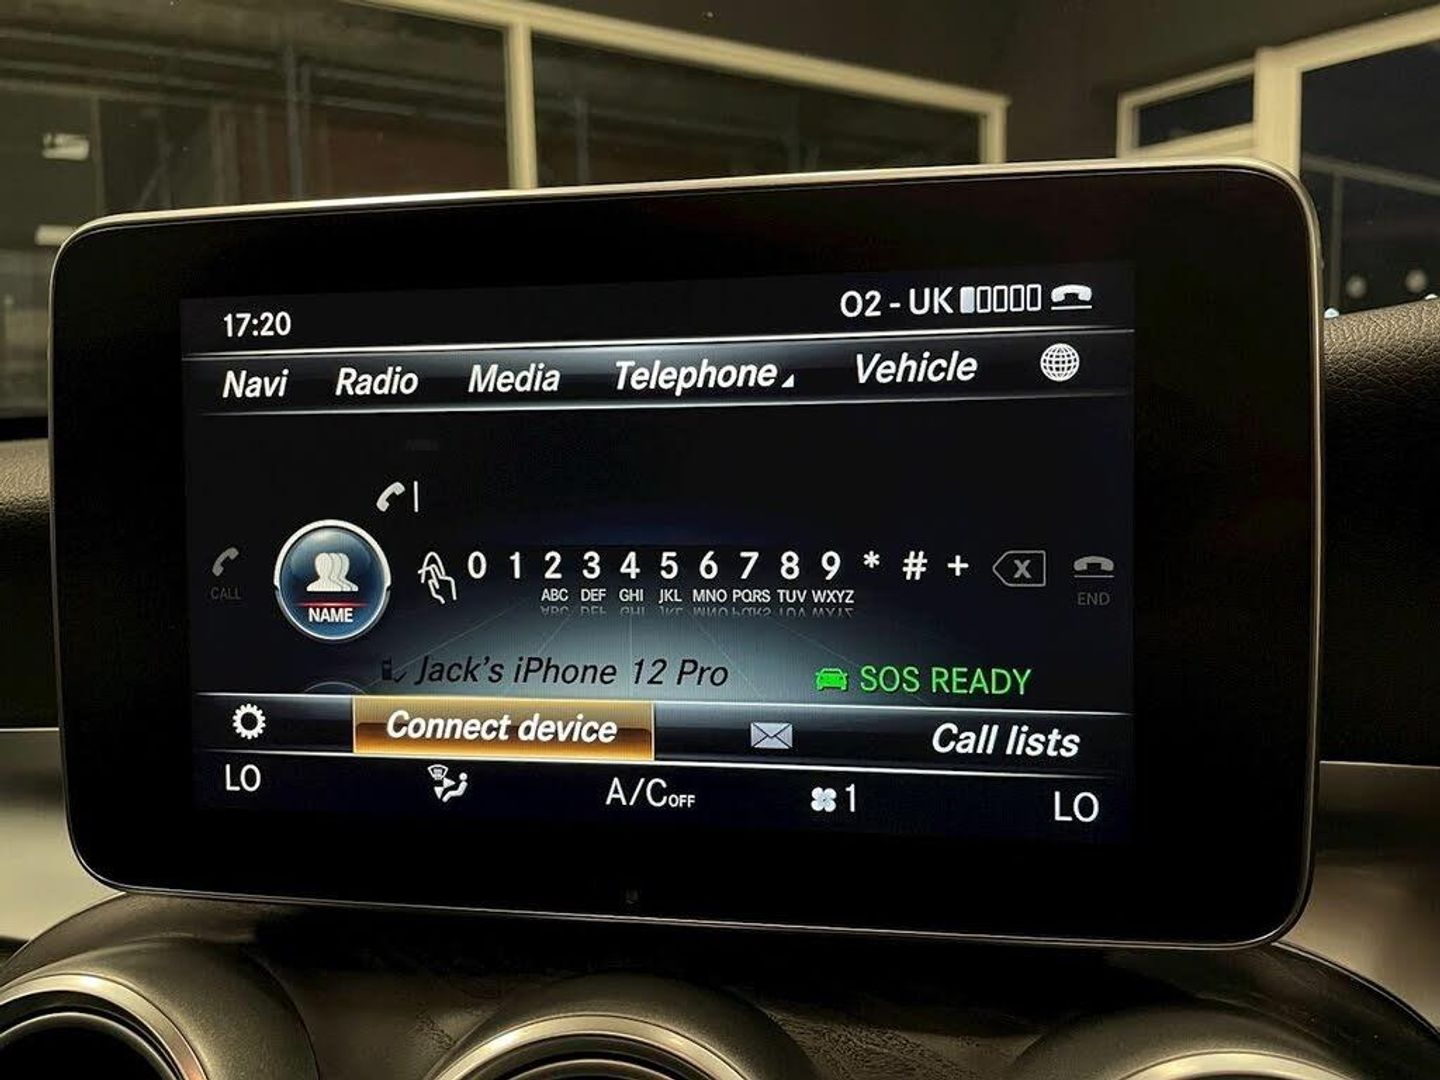 17:20 O2 - UK
Navi Radio Media Telephone Vehicle
CALL NAME 0 1 2 3 4 5 6 7 8 9 * # + X END
ABC DEF GHI JKL MNO PQRS TUV WXYZ
Jack's iPhone 12 Pro SOS READY
Connect device Call lists
LO A/C OFF 1 LO